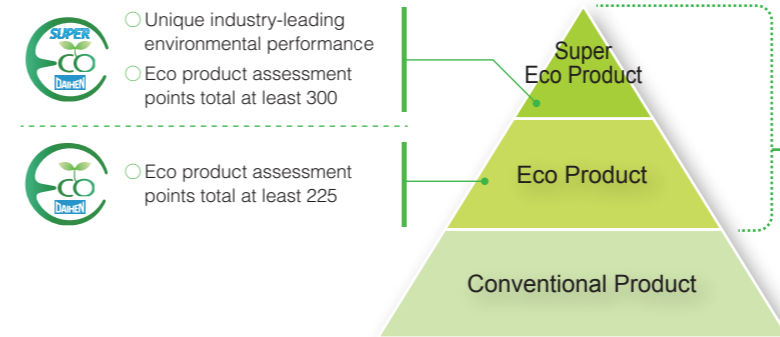 SUPER
eco
DAIHEN
○ Unique industry-leading
environmental performance
○ Eco product assessment
points total at least 300
Super
Eco Product
eco
DAIHEN
○ Eco product assessment
points total at least 225
Eco Product
Conventional Product